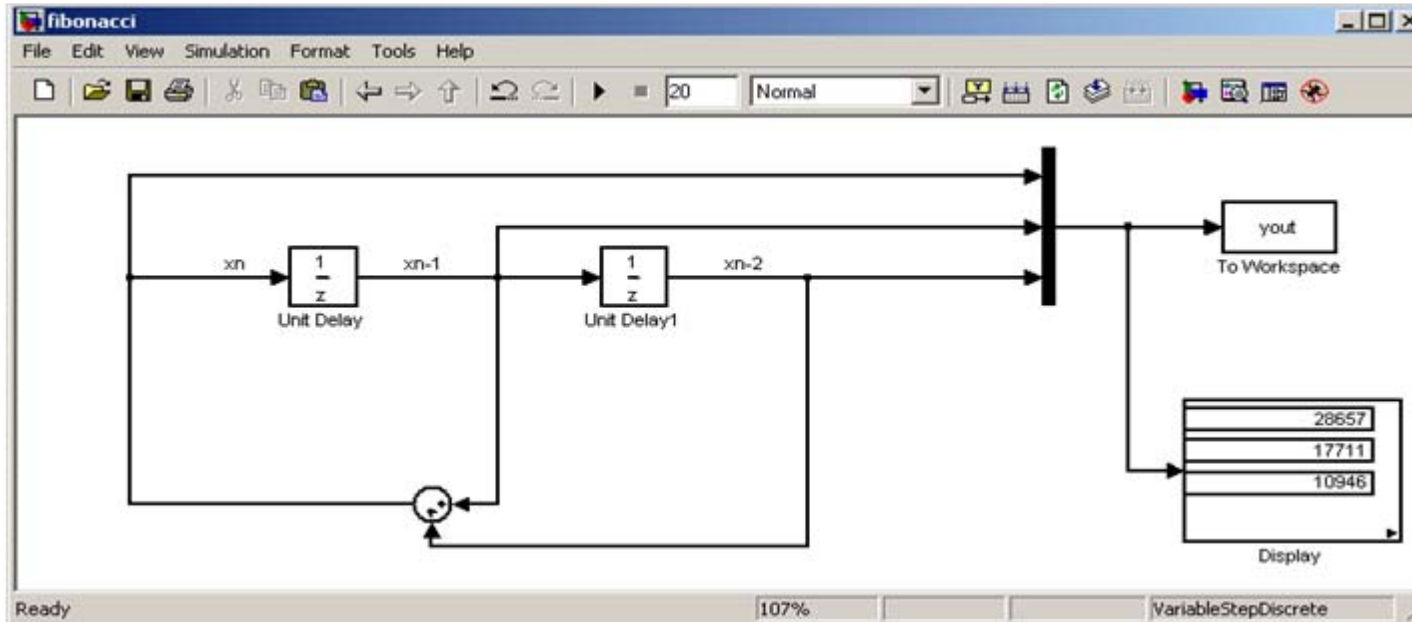 fibonacci
File Edit View Simulation Format Tools Help
20 Normal
xn
1
z
Unit Delay
xn-1
1
z
Unit Delay1
xn-2
yout
To Workspace
28657
17711
10946
Display
Ready 107% VariableStepDiscrete